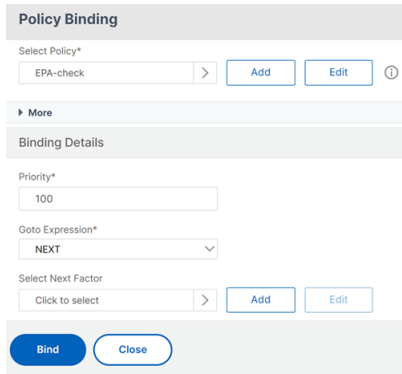 Policy Binding
Select Policy*
EPA-check
Add
Edit
More
Binding Details
Priority*
100
Goto Expression*
NEXT
Select Next Factor
Click to select
Add
Edit
Bind
Close